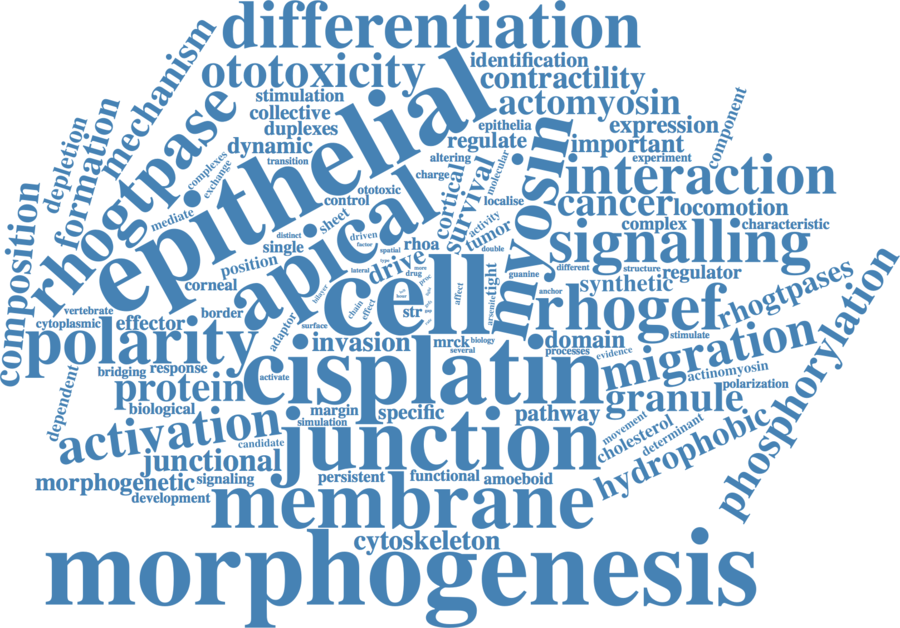 differentiation
identification
ototoxicity
contractility
mechanism
stimulation
actomyosin
collective
duplexes
epithelia
expression
component
dynamic
regulate
important
rhogtpase
depletion
formation
epithelial
transition
altering
experiment
complexes
exchange
charge
molecular
interaction
ototoxic
control
cortical
survival
localise
cancer
locomotion
composition
mediate
apical
myosin
activity
complex
characteristic
sheet
distinct
driven
tumor
signalling
single
factor
spatial
rhoa
double
position
drive
type
more
drug
lateral
cell
tight
guanine
different
structure
regulator
corneal
synthetic
rhogtpases
phosphorylation
bilayer
chain
effect
affect
anchor
vertebrate
border
str
arsenite
rhogef
cytoplasmic
effector
adaptor
surface
polarity
invasion
mrck
biology
domain
stimulate
several
processes
evidence
migration
bridging
response
cisplatin
actinomyosin
dependent
protein
activate
polarization
biological
margin
specific
pathway
granule
simulation
movement
activation
candidate
junction
cholesterol
determinant
hydrophobic
junctional
morphogenetic
signaling
persistent
functional
amoeboid
development
membrane
cytoskeleton
morphogenesis